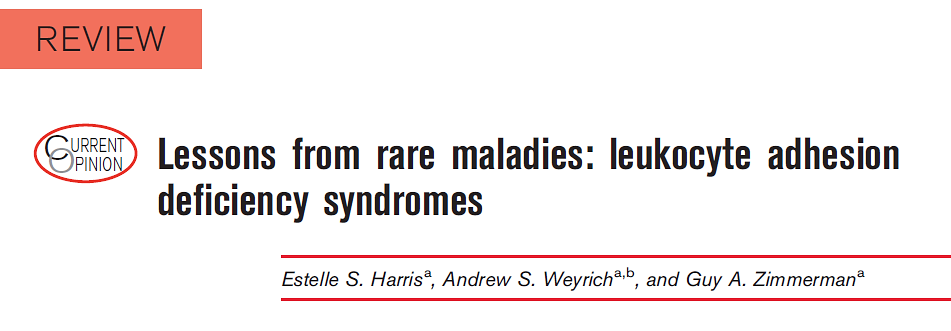 REVIEW
CURRENT
OPINION
Lessons from rare maladies: leukocyte adhesion
deficiency syndromes
Estelle S. Harrisᵃ, Andrew S. Weyrichᵃ,ᵇ, and Guy A. Zimmermanᵃ